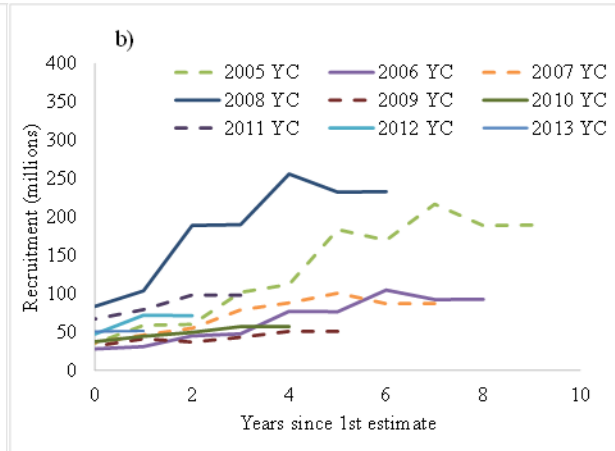 b)
2005 YC 2006 YC 2007 YC
2008 YC 2009 YC 2010 YC
2011 YC 2012 YC 2013 YC
Recruitment (millions)
400
350
300
250
200
150
100
50
0
0 2 4 6 8 10
Years since 1st estimate